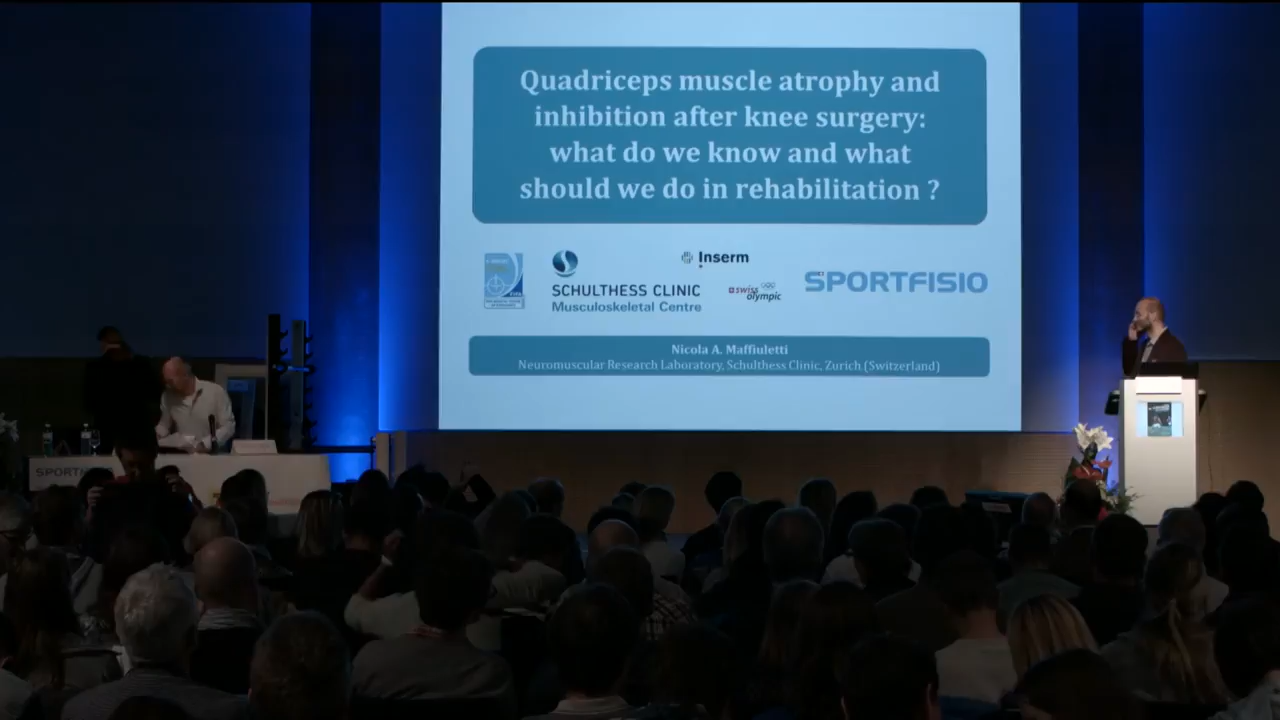 Quadriceps muscle atrophy and
inhibition after knee surgery:
what do we know and what
should we do in rehabilitation ?
Inserm
SCHULTHESS CLINIC
Musculoskeletal Centre
swiss
olympic
SPORTFISIO
Nicola A. Maffiuletti
Neuromuscular Research Laboratory, Schulthess Clinic, Zurich (Switzerland)